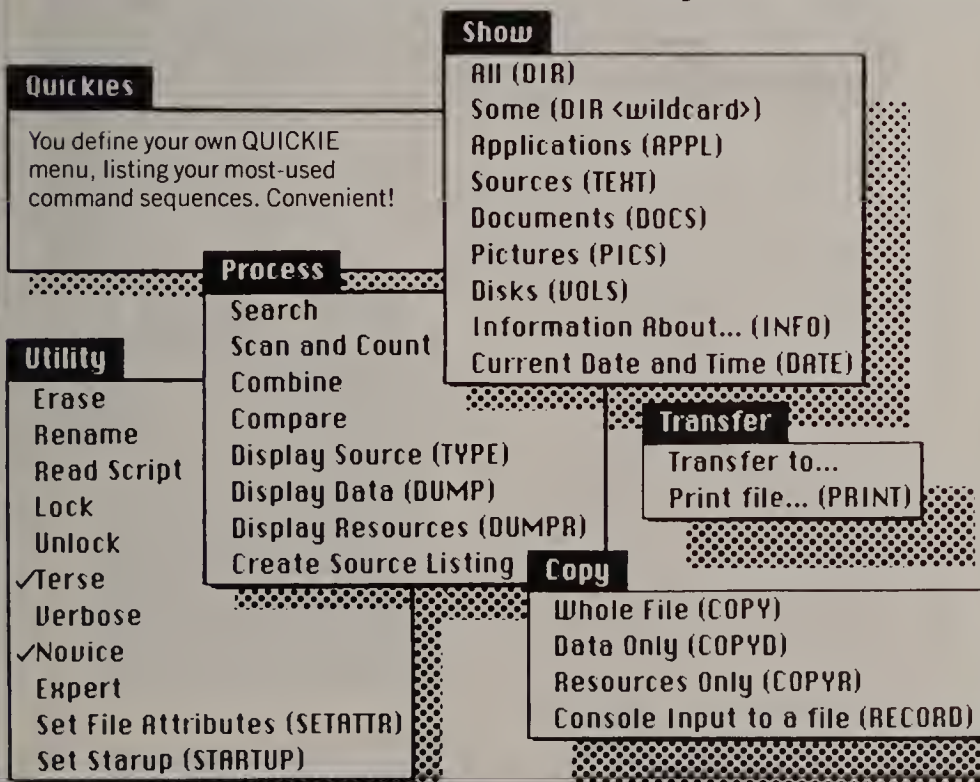 Quickies
You define your own QUICKIE
menu, listing your most-used
command sequences. Convenient!
Show
All (DIR)
Some (DIR <wildcard>)
Applications (APPL)
Sources (TEXT)
Documents (DOCS)
Pictures (PICS)
Disks (VOLS)
Information About... (INFO)
Current Date and Time (DATE)
Process
Search
Scan and Count
Combine
Compare
Display Source (TYPE)
Display Data (DUMP)
Display Resources (DUMPR)
Create Source Listing
Utility
Erase
Rename
Read Script
Lock
Unlock
✓Terse
Verbose
✓Novice
Expert
Set File Attributes (SETATTR)
Set Starup (STARTUP)
Transfer
Transfer to...
Print file... (PRINT)
Copy
Whole File (COPY)
Data Only (COPYD)
Resources Only (COPYR)
Console Input to a file (RECORD)